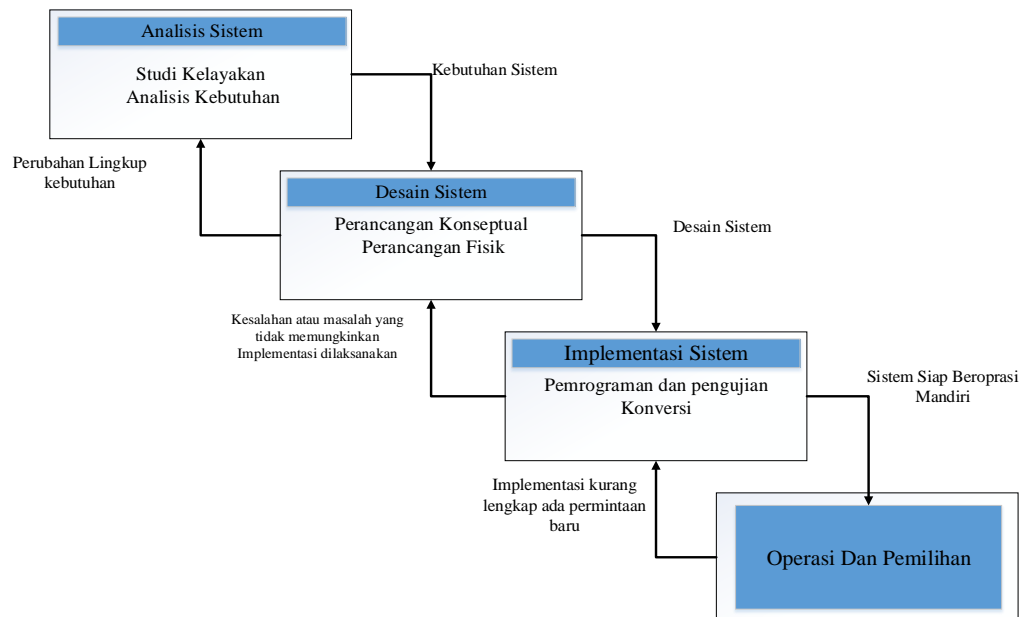 Analisis Sistem
Studi Kelayakan
Analisis Kebutuhan
Kebutuhan Sistem
Perubahan Lingkup
kebutuhan
Desain Sistem
Perancangan Konseptual
Perancangan Fisik
Desain Sistem
Kesalahan atau masalah yang
tidak memungkinkan
Implementasi dilaksanakan
Implementasi Sistem
Pemrograman dan pengujian
Konversi
Sistem Siap Beroprasi
Mandiri
Implementasi kurang
lengkap ada permintaan
baru
Operasi Dan Pemilihan